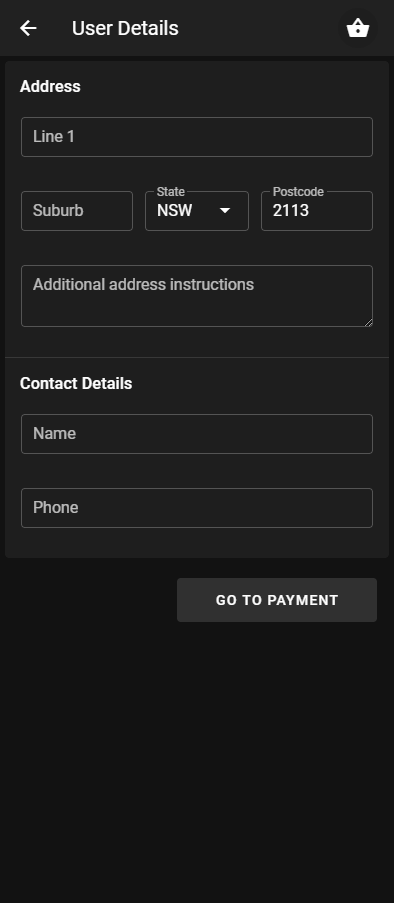 User Details
Address
Line 1
Suburb
State
NSW
Postcode
2113
Additional address instructions
Contact Details
Name
Phone
GO TO PAYMENT